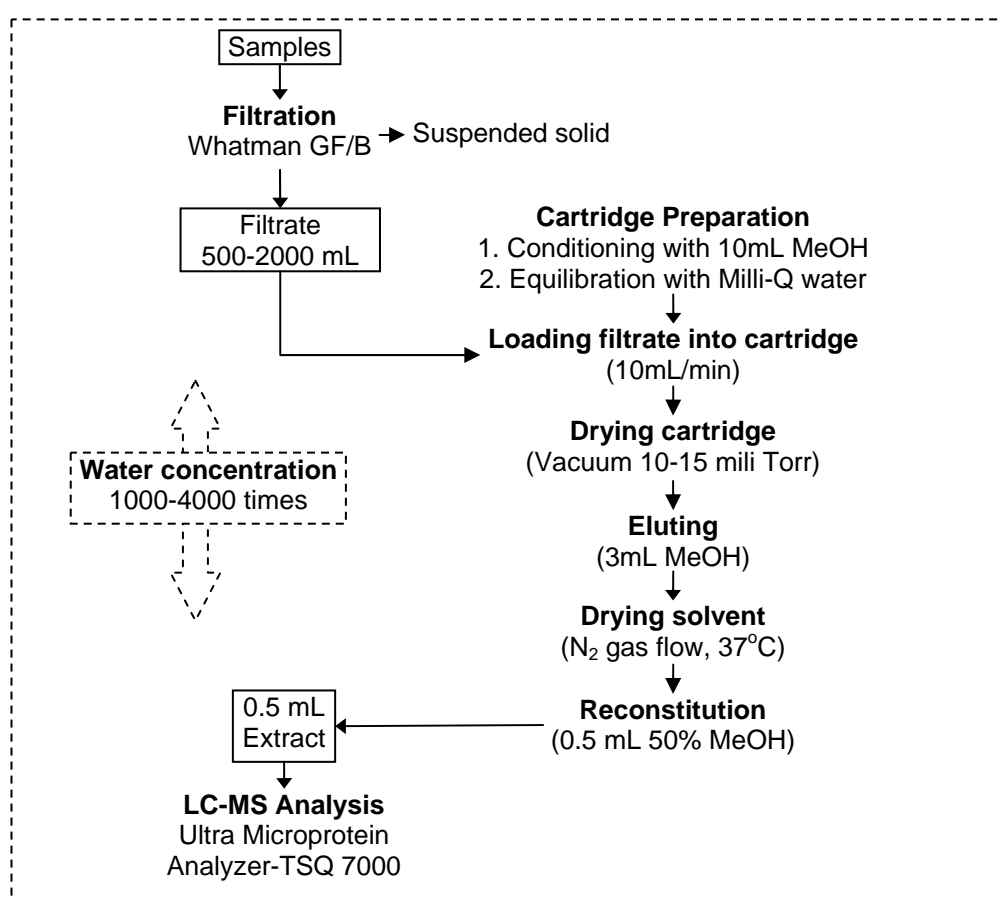 Samples
Filtration
Whatman GF/B
Suspended solid
Filtrate
500-2000 mL
Cartridge Preparation
1. Conditioning with 10mL MeOH
2. Equilibration with Milli-Q water
Loading filtrate into cartridge
(10mL/min)
Drying cartridge
(Vacuum 10-15 mili Torr)
Water concentration
1000-4000 times
Eluting
(3mL MeOH)
Drying solvent
(N₂ gas flow, 37°C)
Reconstitution
(0.5 mL 50% MeOH)
0.5 mL
Extract
LC-MS Analysis
Ultra Microprotein
Analyzer-TSQ 7000